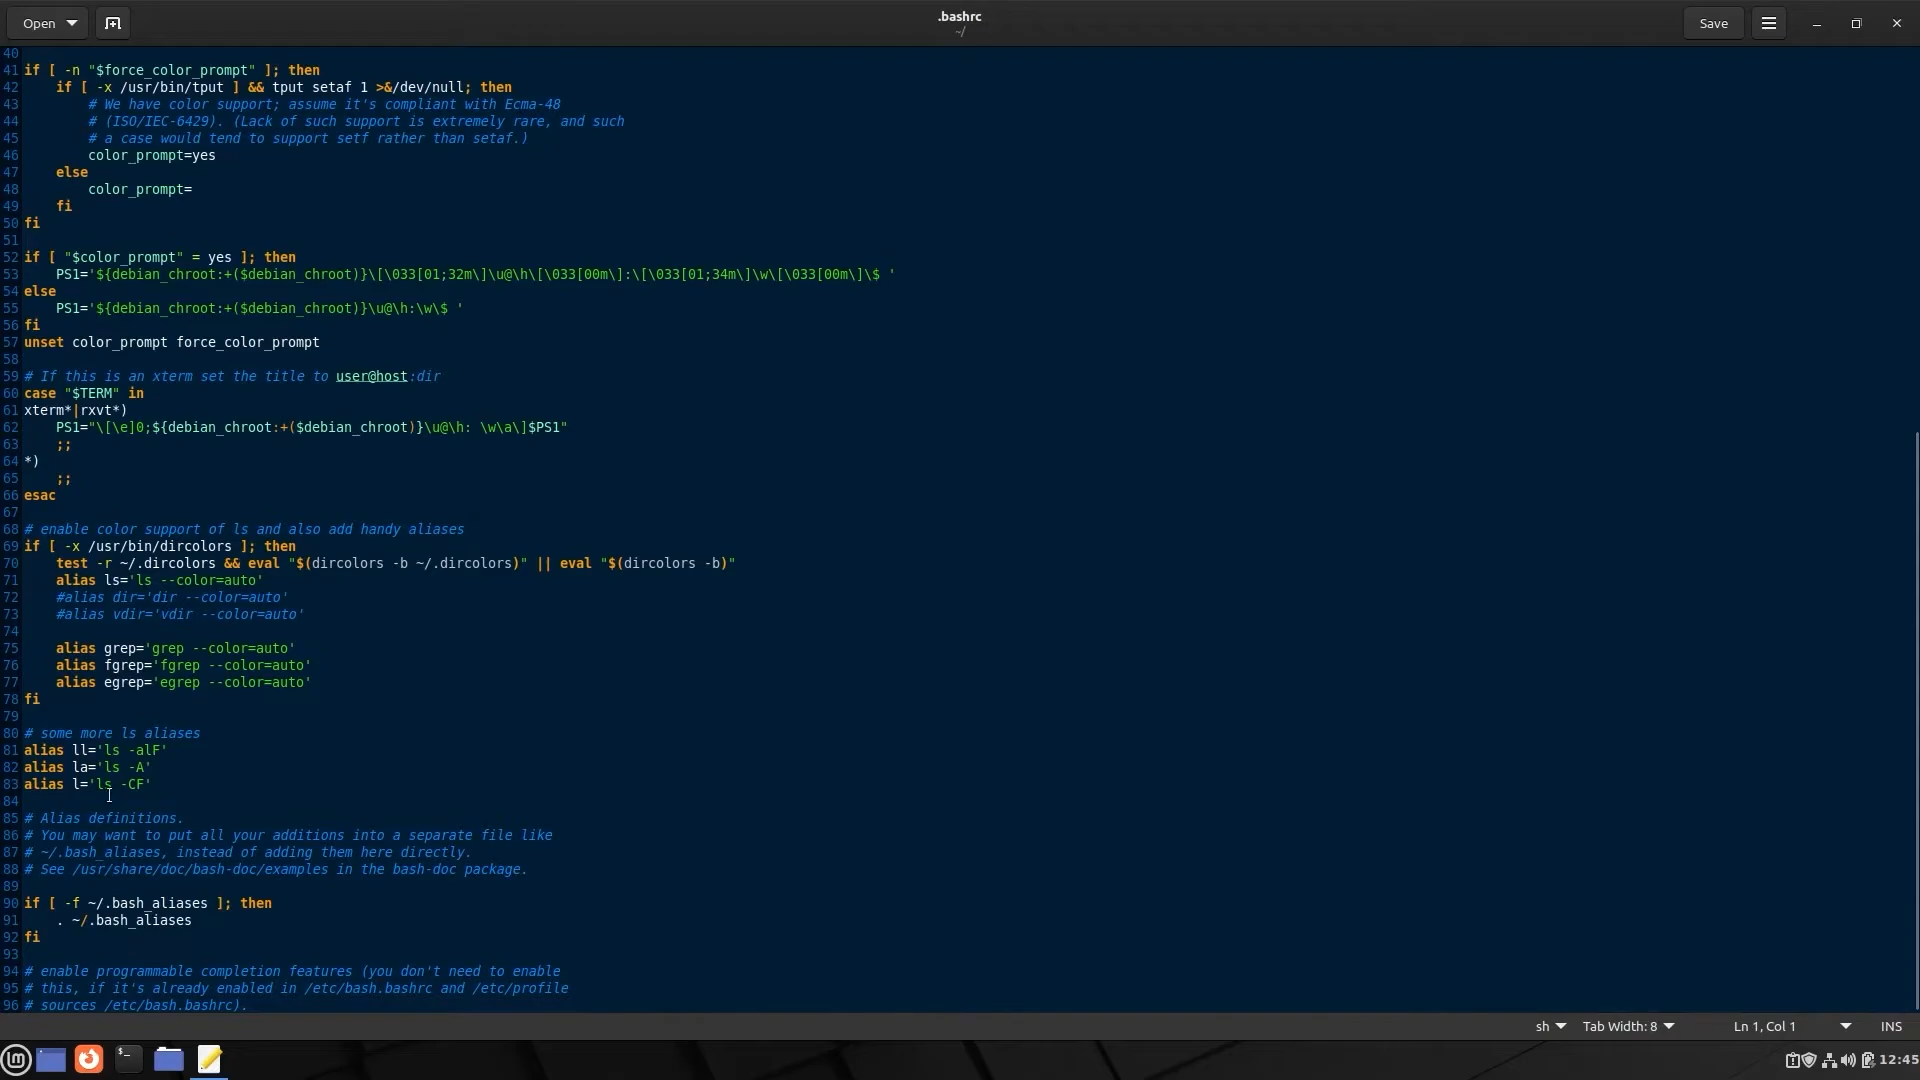 Open
.bashrc
~/
Save
40
41 if [ -n "$force_color_prompt" ]; then
42     if [ -x /usr/bin/tput ] && tput setaf 1 >&/dev/null; then
43         # We have color support; assume it's compliant with Ecma-48
44         # (ISO/IEC-6429). (Lack of such support is extremely rare, and such
45         # a case would tend to support setf rather than setaf.)
46         color_prompt=yes
47     else
48         color_prompt=
49     fi
50 fi
51
52 if [ "$color_prompt" = yes ]; then
53     PS1='${debian_chroot:+($debian_chroot)}\[\033[01;32m\]\u@\h\[\033[00m\]:\[\033[01;34m\]\w\[\033[00m\]\$ '
54 else
55     PS1='${debian_chroot:+($debian_chroot)}\u@\h:\w\$ '
56 fi
57 unset color_prompt force_color_prompt
58
59 # If this is an xterm set the title to user@host:dir
60 case "$TERM" in
61 xterm*|rxvt*)
62     PS1="\[\e]0;${debian_chroot:+($debian_chroot)}\u@\h: \w\a\]$PS1"
63     ;;
64 *)
65     ;;
66 esac
67
68 # enable color support of ls and also add handy aliases
69 if [ -x /usr/bin/dircolors ]; then
70     test -r ~/.dircolors && eval "$(dircolors -b ~/.dircolors)" || eval "$(dircolors -b)"
71     alias ls='ls --color=auto'
72     #alias dir='dir --color=auto'
73     #alias vdir='vdir --color=auto'
74
75     alias grep='grep --color=auto'
76     alias fgrep='fgrep --color=auto'
77     alias egrep='egrep --color=auto'
78 fi
79
80 # some more ls aliases
81 alias ll='ls -alF'
82 alias la='ls -A'
83 alias l='ls -CF'
84
85 # Alias definitions.
86 # You may want to put all your additions into a separate file like
87 # ~/.bash_aliases, instead of adding them here directly.
88 # See /usr/share/doc/bash-doc/examples in the bash-doc package.
89
90 if [ -f ~/.bash_aliases ]; then
91     . ~/.bash_aliases
92 fi
93
94 # enable programmable completion features (you don't need to enable
95 # this, if it's already enabled in /etc/bash.bashrc and /etc/profile
96 # sources /etc/bash.bashrc).
sh Tab Width: 8 Ln 1, Col 1 INS
12:45